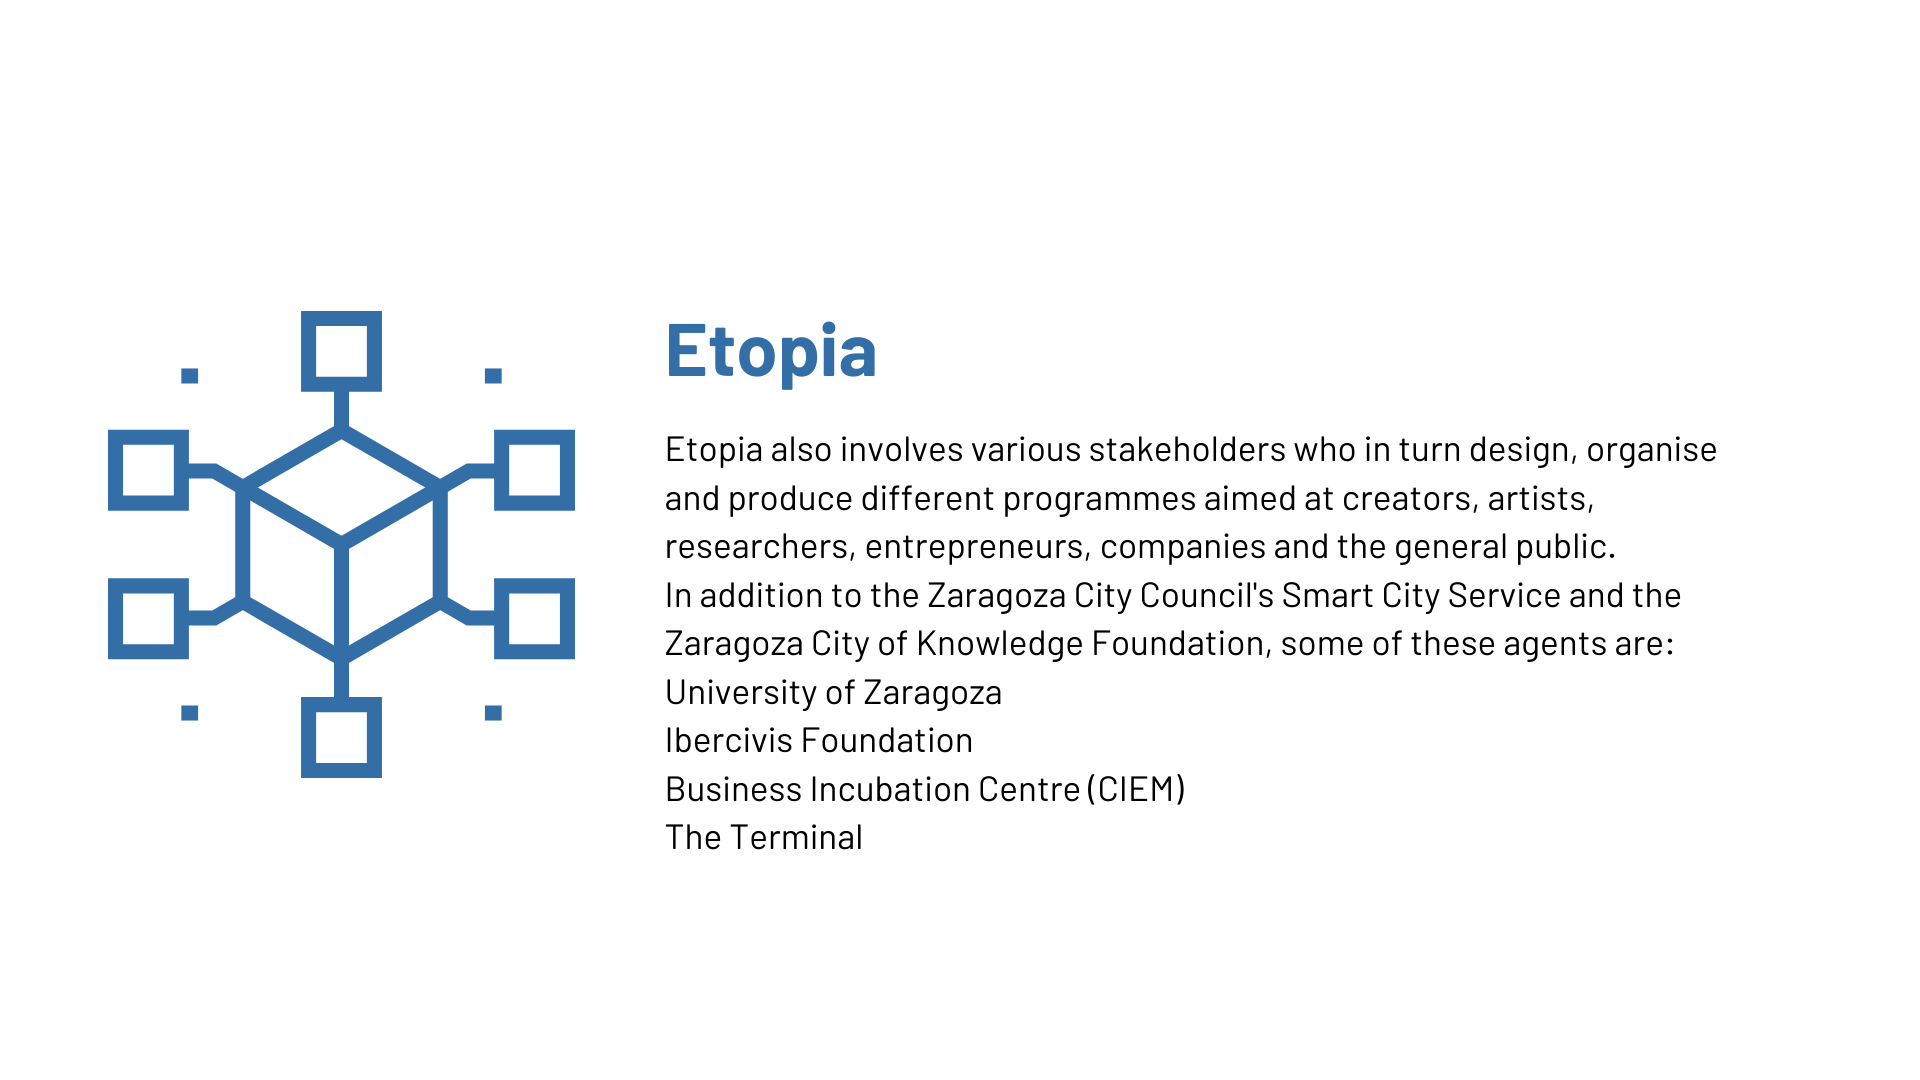 Etopia
Etopia also involves various stakeholders who in turn design, organise
and produce different programmes aimed at creators, artists,
researchers, entrepreneurs, companies and the general public.
In addition to the Zaragoza City Council's Smart City Service and the
Zaragoza City of Knowledge Foundation, some of these agents are:
University of Zaragoza
Ibercivis Foundation
Business Incubation Centre (CIEM)
The Terminal